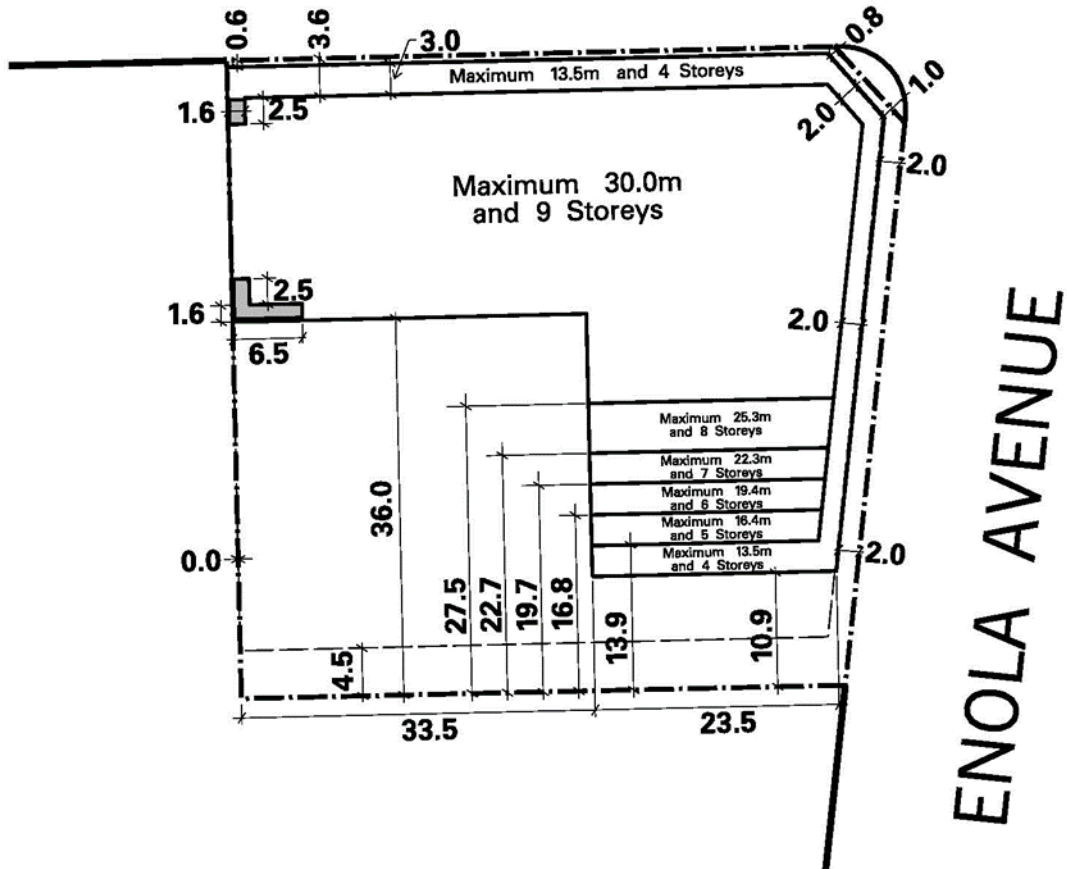 0.6
3.6
3.0
0.8
Maximum 13.5m and 4 Storeys
1.0
1.6
2.5
2.0
2.0
Maximum 30.0m
and 9 Storeys
2.5
1.6
2.0
6.5
ENOLA AVENUE
Maximum 25.3m
and 8 Storeys
Maximum 22.3m
and 7 Storeys
Maximum 19.4m
and 6 Storeys
Maximum 16.4m
and 5 Storeys
Maximum 13.5m
and 4 Storeys
36.0
0.0
2.0
27.5
22.7
19.7
16.8
13.9
10.9
4.5
33.5
23.5